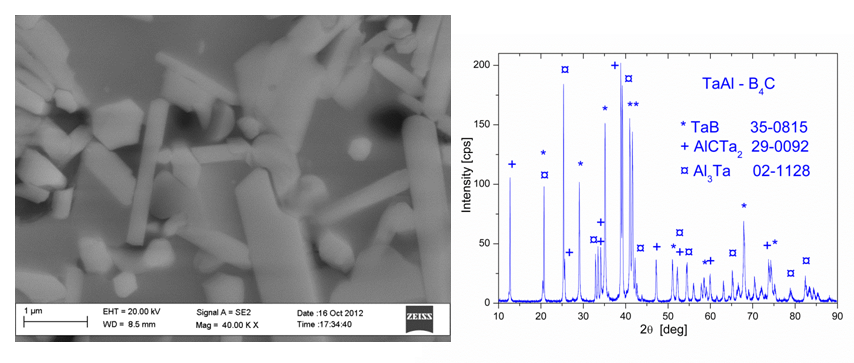 1 µm
EHT = 20.00 kV
WD = 8.5 mm
Signal A = SE2
Mag = 40.00 K X
Date :16 Oct 2012
Time :17:34:40
ZEISS
TaAl - B4C
* TaB 35-0815
+ AlCTa2 29-0092
¤ Al3Ta 02-1128
Intensity [cps]
200
150
100
50
0
10 20 30 40 50 60 70 80 90
2θ [deg]